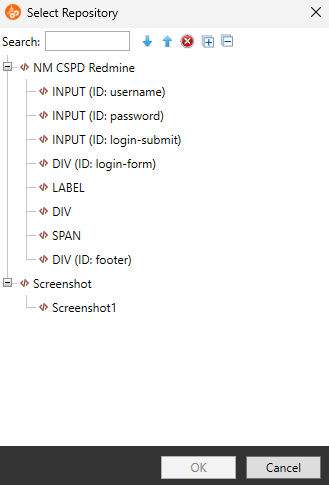 Select Repository
Search:
NM CSPD Redmine
INPUT (ID: username)
INPUT (ID: password)
INPUT (ID: login-submit)
DIV (ID: login-form)
LABEL
DIV
SPAN
DIV (ID: footer)
Screenshot
Screenshot1
OK Cancel